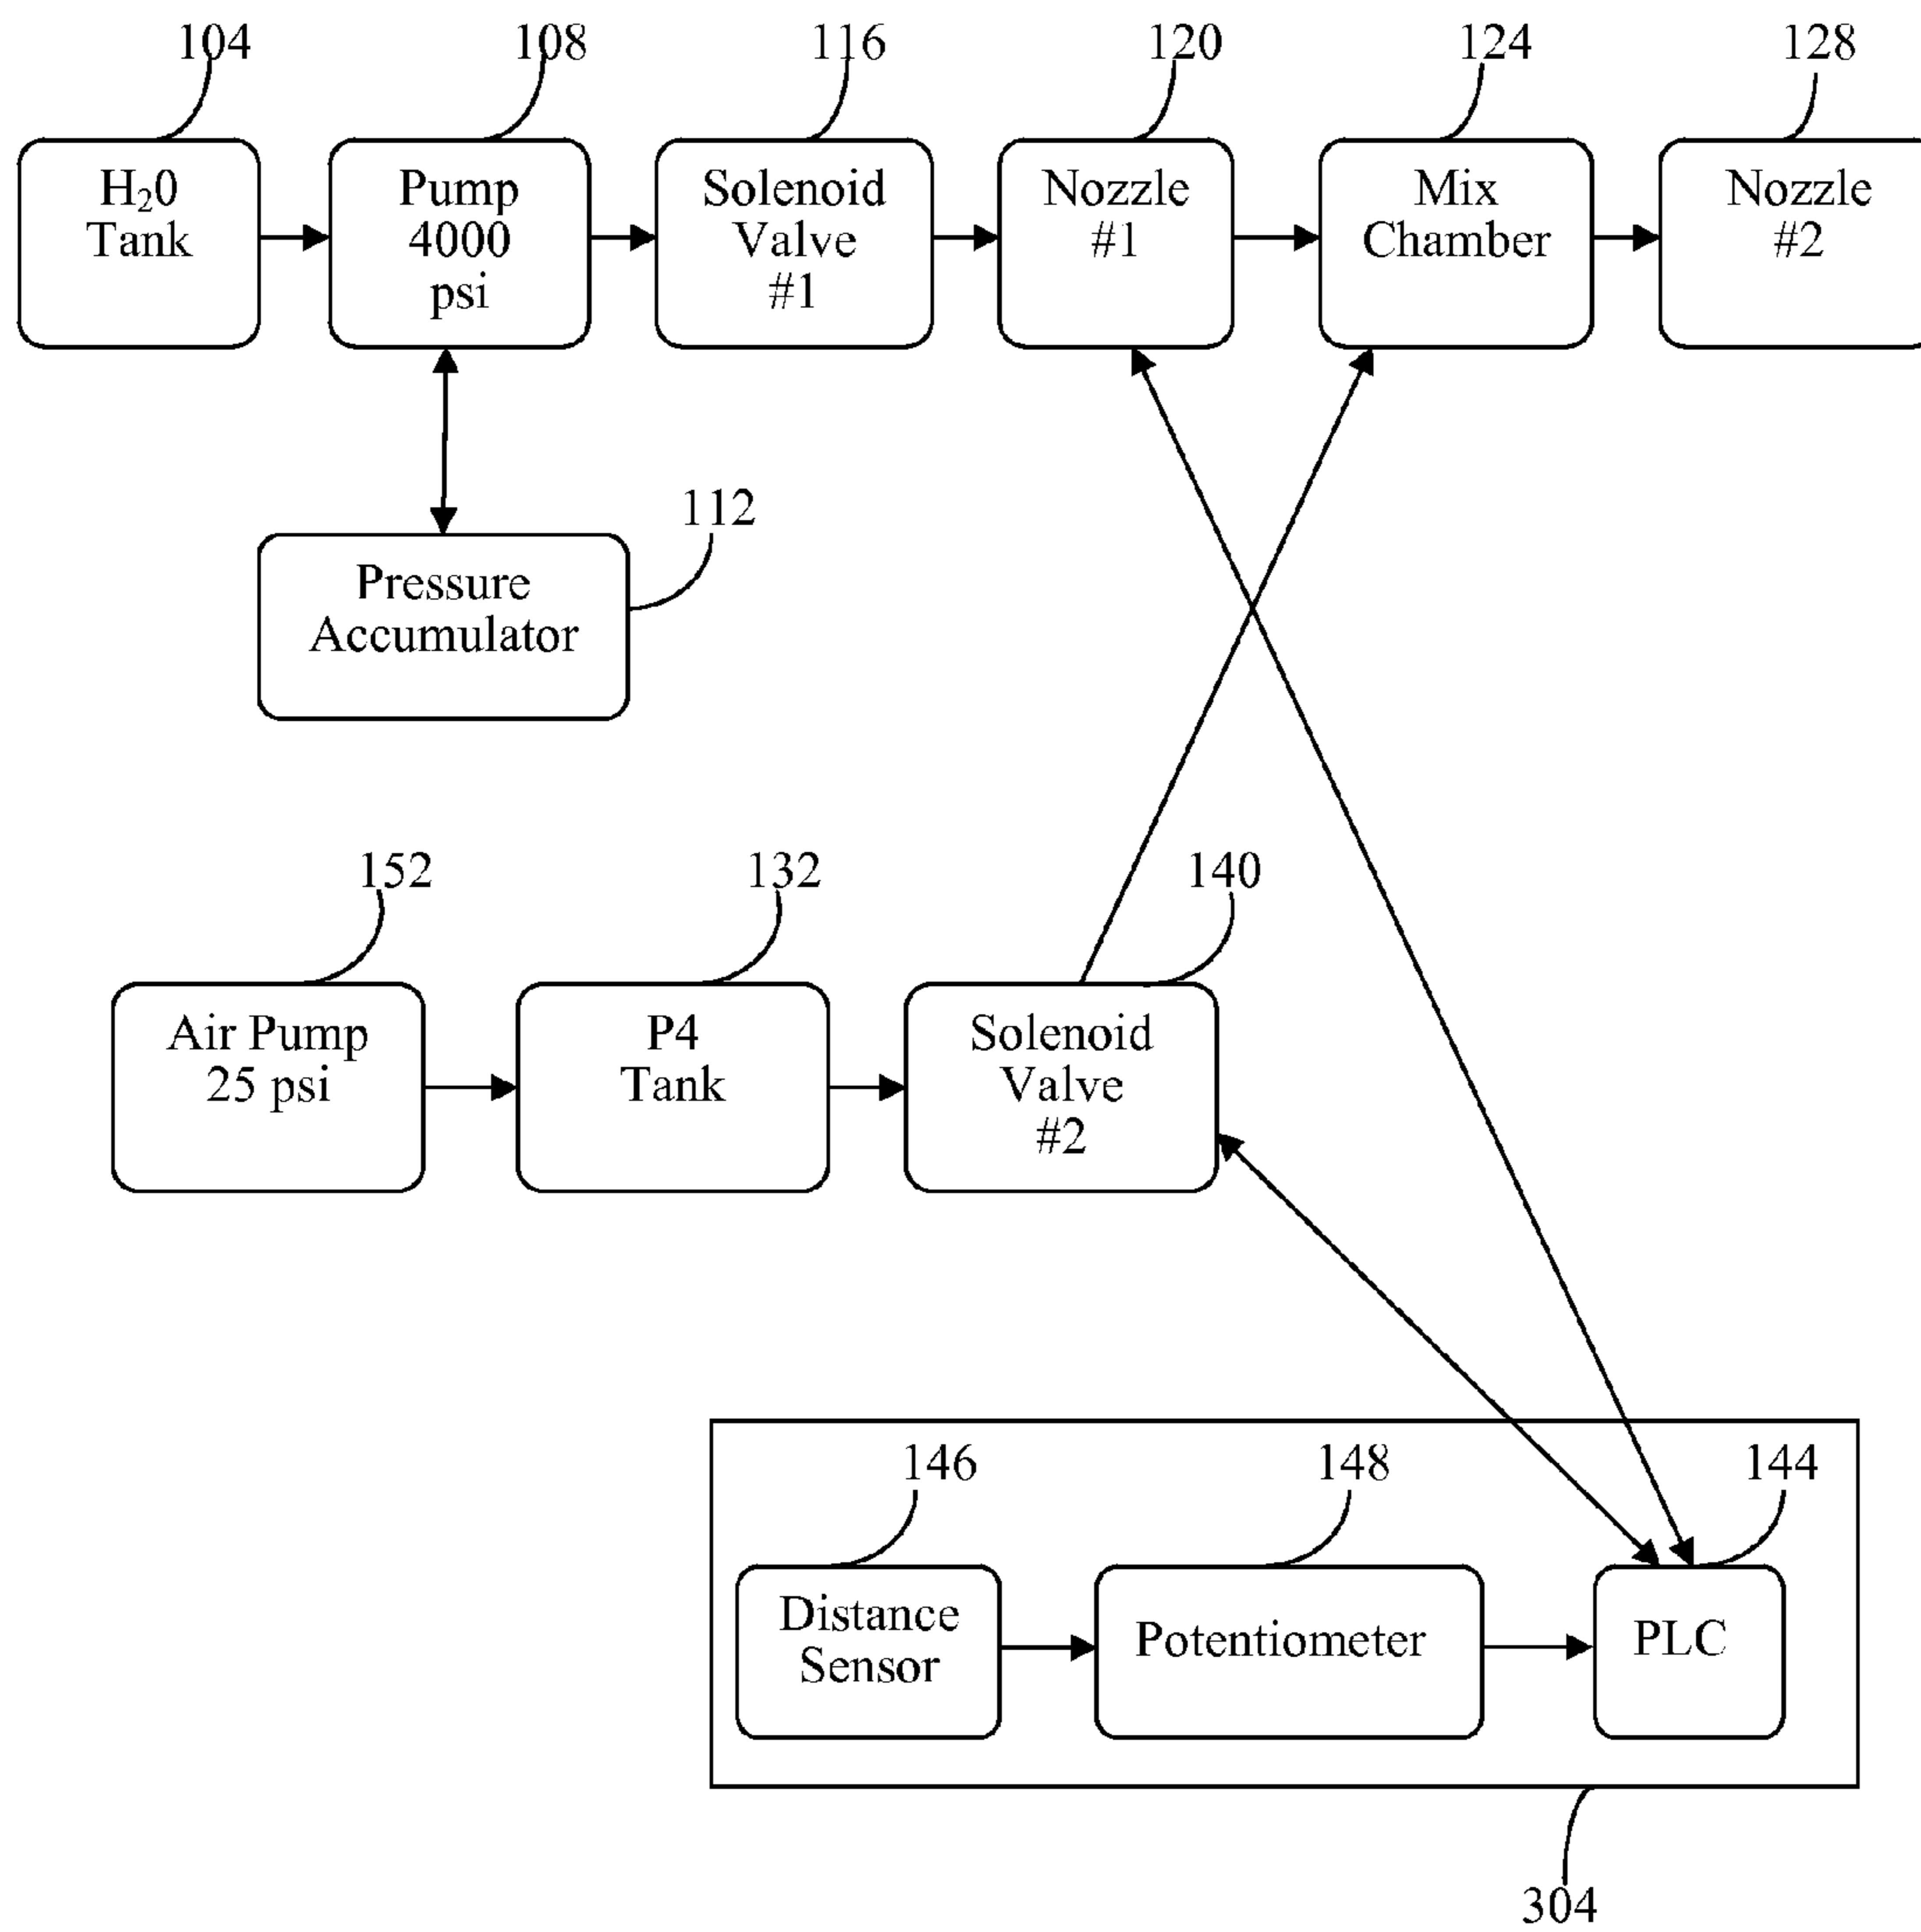 104
108
116
120
124
128
H₂0
Tank
Pump
4000
psi
Solenoid
Valve
#1
Nozzle
#1
Mix
Chamber
Nozzle
#2
112
Pressure
Accumulator
152
132
140
Air Pump
25 psi
P4
Tank
Solenoid
Valve
#2
146
148
144
Distance
Sensor
Potentiometer
PLC
304